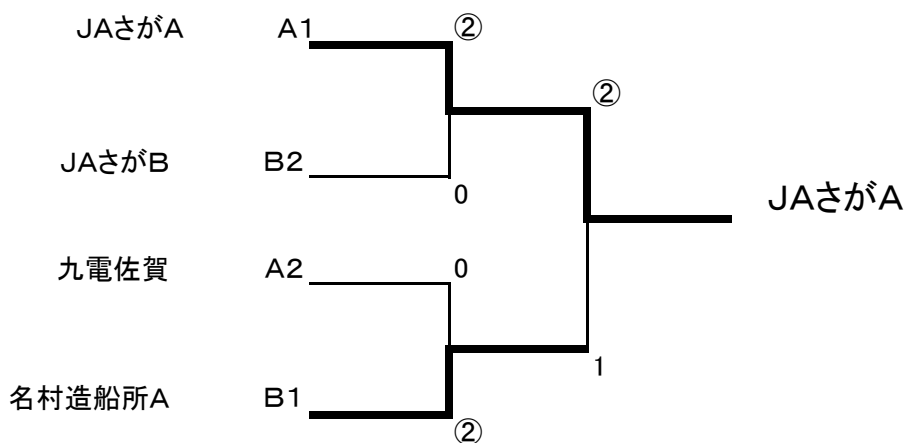 JAさがA A1 ②
②
JAさがB B2 0
JAさがA
九電佐賀 A2 0
1
名村造船所A B1 ②